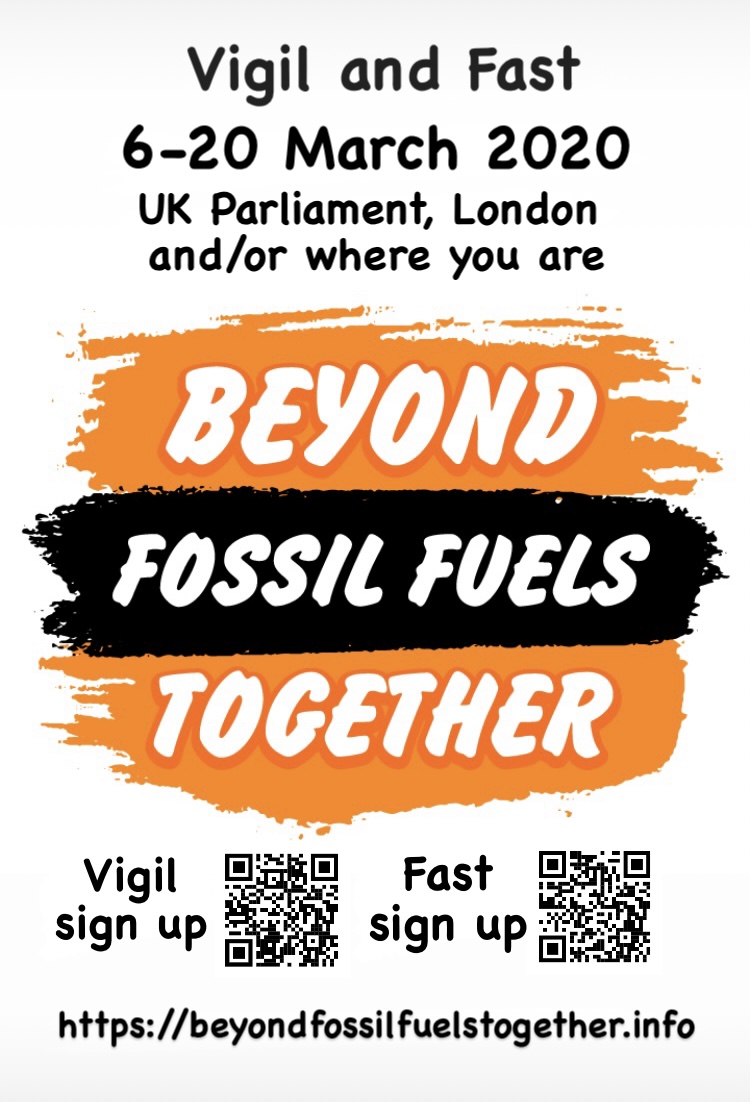 Vigil and Fast
6-20 March 2020
UK Parliament, London
and/or where you are
BEYOND
FOSSIL FUELS
TOGETHER
Vigil
sign up
Fast
sign up
https://beyondfossilfuelstogether.info